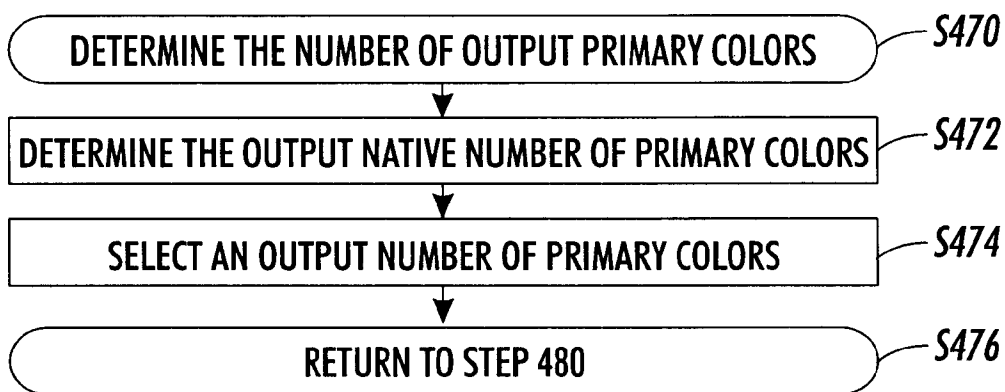 DETERMINE THE NUMBER OF OUTPUT PRIMARY COLORS
S470
DETERMINE THE OUTPUT NATIVE NUMBER OF PRIMARY COLORS
S472
SELECT AN OUTPUT NUMBER OF PRIMARY COLORS
S474
RETURN TO STEP 480
S476